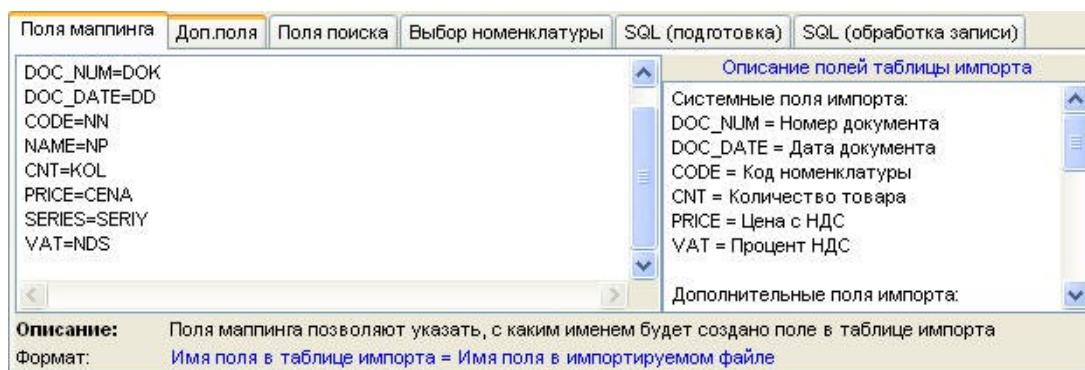 Поля маппинга Доп.поля Поля поиска Выбор номенклатуры SQL (подготовка) SQL (обработка записи)
DOC_NUM=DOK
DOC_DATE=DD
CODE=NN
NAME=NP
CNT=KOL
PRICE=CENA
SERIES=SERIY
VAT=NDS
Описание полей таблицы импорта
Системные поля импорта:
DOC_NUM = Номер документа
DOC_DATE = Дата документа
CODE = Код номенклатуры
CNT = Количество товара
PRICE = Цена с НДС
VAT = Процент НДС
Дополнительные поля импорта:
Описание: Поля маппинга позволяют указать, с каким именем будет создано поле в таблице импорта
Формат: Имя поля в таблице импорта = Имя поля в импортируемом файле